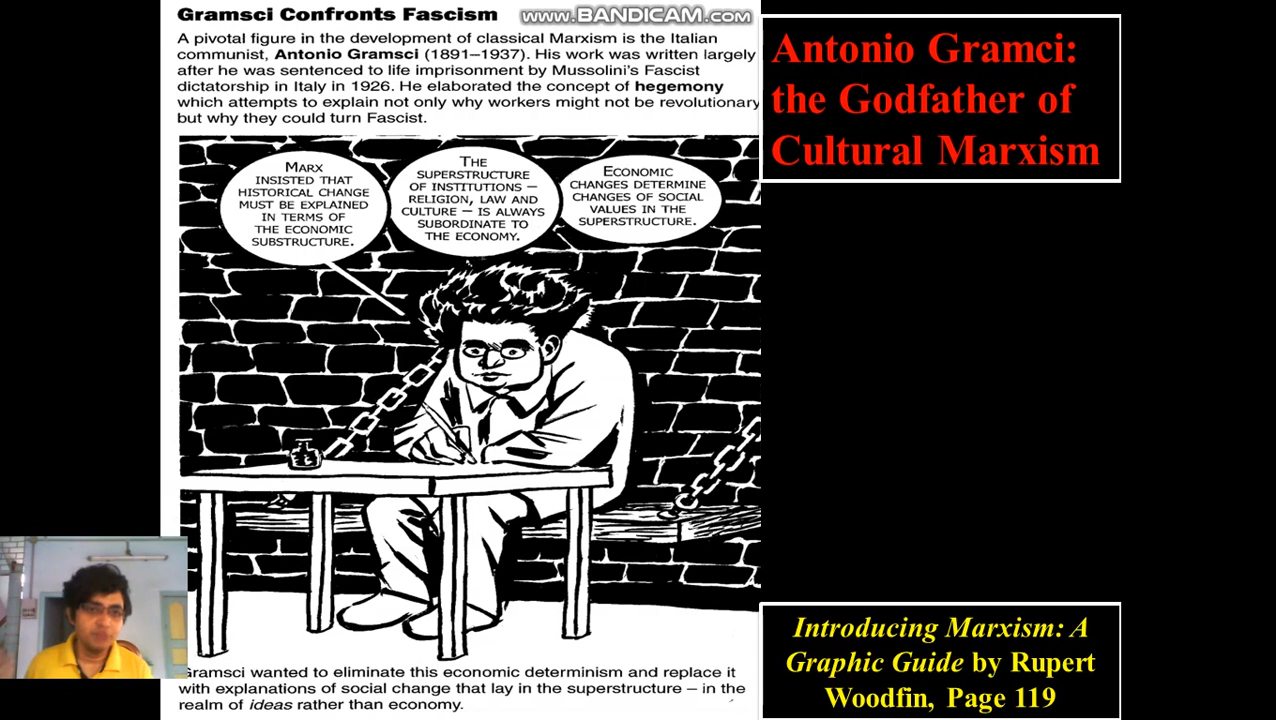 Gramsci Confronts Fascism
www.BANDICAM.com
A pivotal figure in the development of classical Marxism is the Italian
communist, Antonio Gramsci (1891–1937). His work was written largely
after he was sentenced to life imprisonment by Mussolini's Fascist
dictatorship in Italy in 1926. He elaborated the concept of hegemony
which attempts to explain not only why workers might not be revolutionary
but why they could turn Fascist.
MARX
INSISTED THAT
HISTORICAL CHANGE
MUST BE EXPLAINED
IN TERMS OF
THE ECONOMIC
SUBSTRUCTURE.
THE
SUPERSTRUCTURE
OF INSTITUTIONS –
RELIGION, LAW AND
CULTURE – IS ALWAYS
SUBORDINATE TO
THE ECONOMY.
ECONOMIC
CHANGES DETERMINE
CHANGES OF SOCIAL
VALUES IN THE
SUPERSTRUCTURE.
Gramsci wanted to eliminate this economic determinism and replace it
with explanations of social change that lay in the superstructure – in the
realm of ideas rather than economy.
Antonio Gramci:
the Godfather of
Cultural Marxism
Introducing Marxism: A
Graphic Guide by Rupert
Woodfin, Page 119